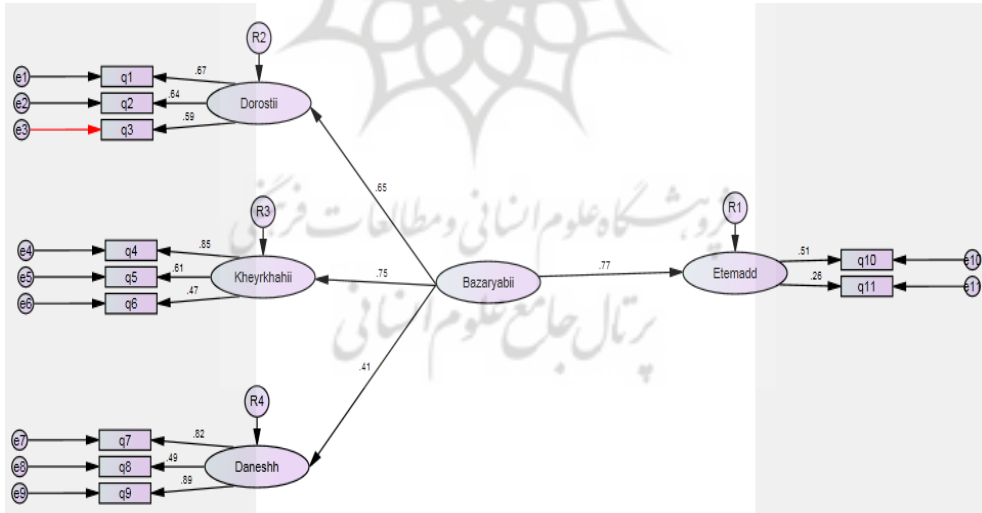 R2
e1 q1 .67
e2 q2 .64 Dorostii
e3 q3 .59
.65
پژوهشگاه علوم انسانی و مطالعات فرهنگی
R3 R1
e4 q4 .85
e5 q5 .61 Kheyrkhahii .75 Bazaryabii .77 Etemadd .51 q10 e10
e6 q6 .47 .26 q11 e11
پرتال جامع علوم انسانی
.41
R4
e7 q7 .82
e8 q8 .49 Daneshh
e9 q9 .89